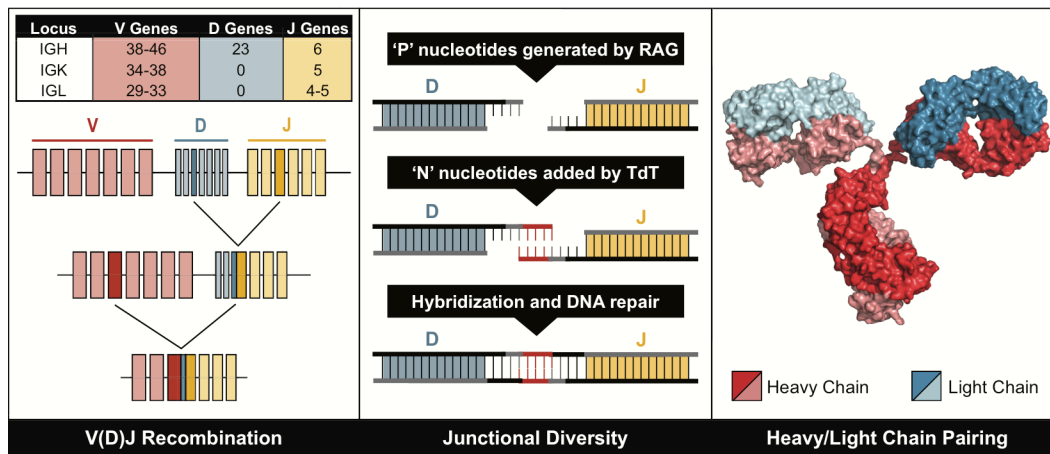 Locus V Genes D Genes J Genes
IGH 38-46 23 6
IGK 34-38 0 5
IGL 29-33 0 4-5
V D J
V(D)J Recombination
‘P’ nucleotides generated by RAG
D J
‘N’ nucleotides added by TdT
D J
Hybridization and DNA repair
D J
Junctional Diversity
Heavy Chain Light Chain
Heavy/Light Chain Pairing